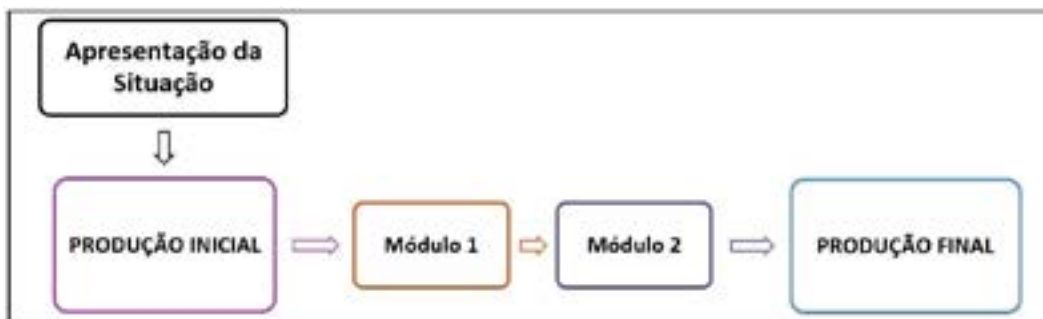 Apresentação da
Situação
PRODUÇÃO INICIAL
Módulo 1
Módulo 2
PRODUÇÃO FINAL